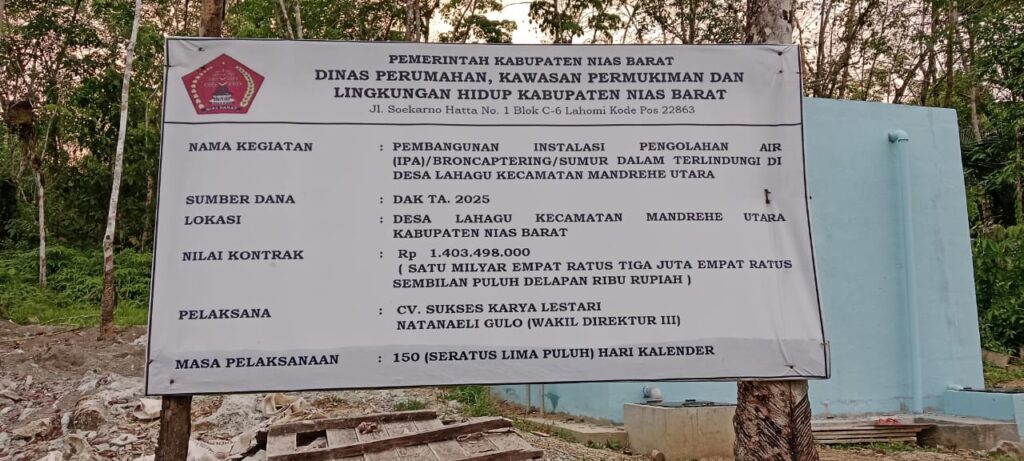 PEMERINTAH KABUPATEN NIAS BARAT
DINAS PERUMAHAN, KAWASAN PERMUKIMAN DAN
LINGKUNGAN HIDUP KABUPATEN NIAS BARAT
Jl. Soekarno Hatta No. 1 Blok C-6 Lahomi Kode Pos 22863
NIAS BARAT
NAMA KEGIATAN : PEMBANGUNAN INSTALASI PENGOLAHAN AIR
(IPA)/BRONCAPTERING/SUMUR DALAM TERLINDUNGI DI
DESA LAHAGU KECAMATAN MANDREHE UTARA
SUMBER DANA : DAK TA. 2025
LOKASI : DESA LAHAGU KECAMATAN MANDREHE UTARA
KABUPATEN NIAS BARAT
NILAI KONTRAK : Rp 1.403.498.000
( SATU MILYAR EMPAT RATUS TIGA JUTA EMPAT RATUS
SEMBILAN PULUH DELAPAN RIBU RUPIAH )
PELAKSANA : CV. SUKSES KARYA LESTARI
NATANAELI GULO (WAKIL DIREKTUR III)
MASA PELAKSANAAN : 150 (SERATUS LIMA PULUH) HARI KALENDER